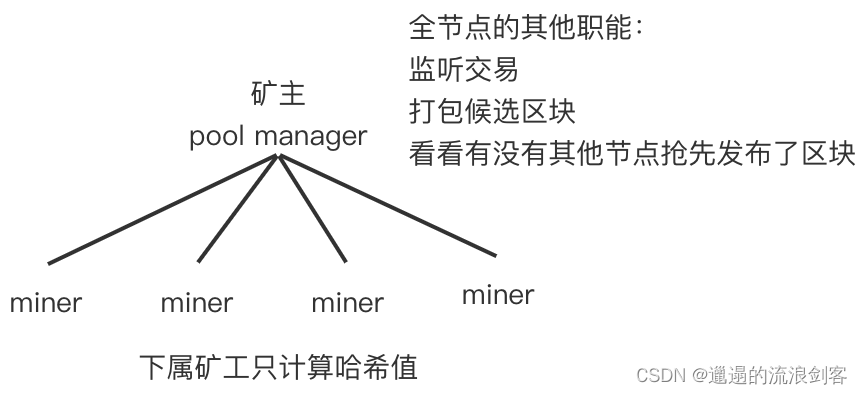 全节点的其他职能：
监听交易
打包候选区块
看看有没有其他节点抢先发布了区块
矿主
pool manager
miner
miner
miner
miner
下属矿工只计算哈希值
CSDN @邋遢的流浪剑客